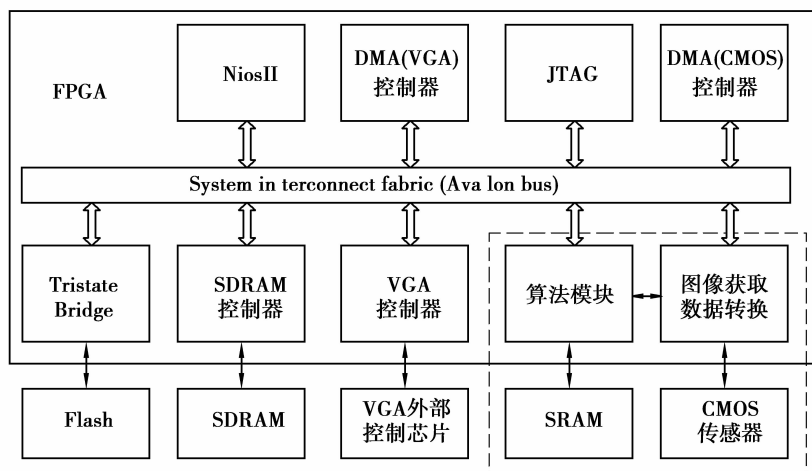 FPGA
NiosII
DMA(VGA)
控制器
JTAG
DMA(CMOS)
控制器
System in terconnect fabric (Ava lon bus)
Tristate
Bridge
SDRAM
控制器
VGA
控制器
算法模块
图像获取
数据转换
Flash
SDRAM
VGA外部
控制芯片
SRAM
CMOS
传感器